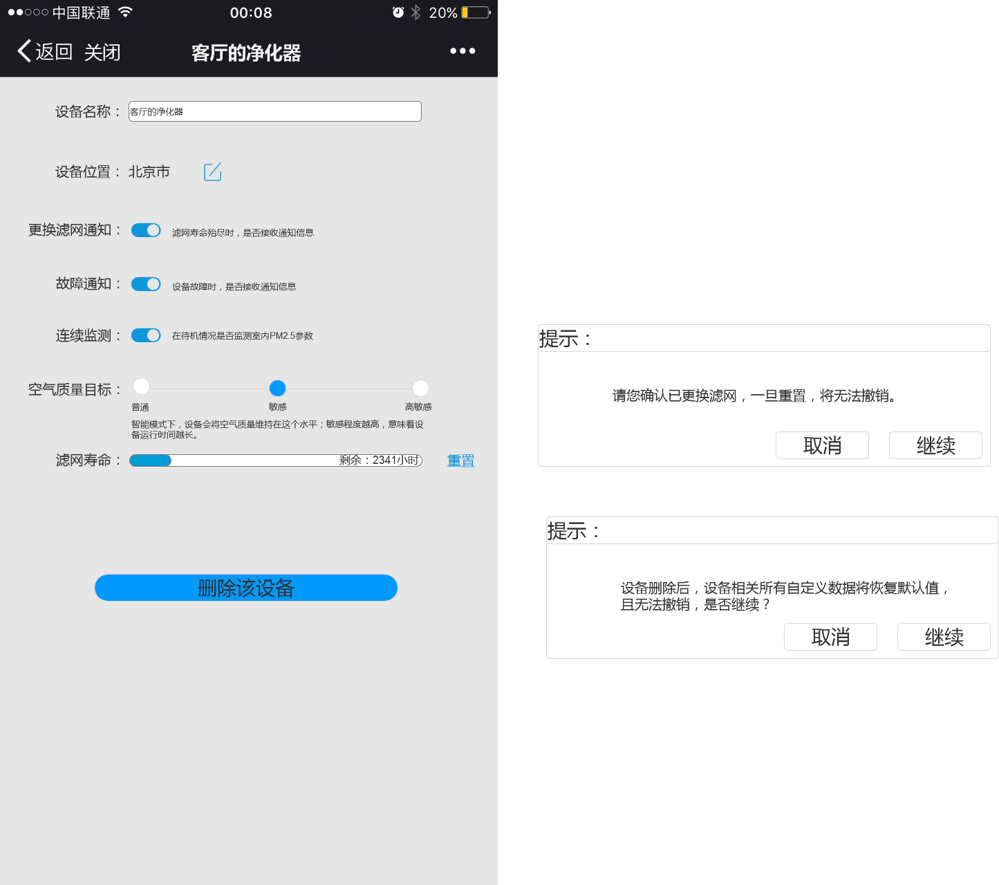 中国联通 00:08 20%
返回 关闭 客厅的净化器
设备名称： 客厅的净化器
设备位置： 北京市
更换滤网通知： 滤网寿命殆尽时，是否接收通知信息
故障通知： 设备故障时，是否接收通知信息
连续监测： 在待机情况是否监测室内PM2.5参数
空气质量目标：
普通 敏感 高敏感
智能模式下，设备会将空气质量维持在这个水平；敏感程度越高，意味着设
备运行时间越长。
滤网寿命： 剩余：2341小时 重置
删除该设备
提示：
请您确认已更换滤网，一旦重置，将无法撤销。
取消 继续
提示：
设备删除后，设备相关所有自定义数据将恢复默认值，
且无法撤销，是否继续？
取消 继续